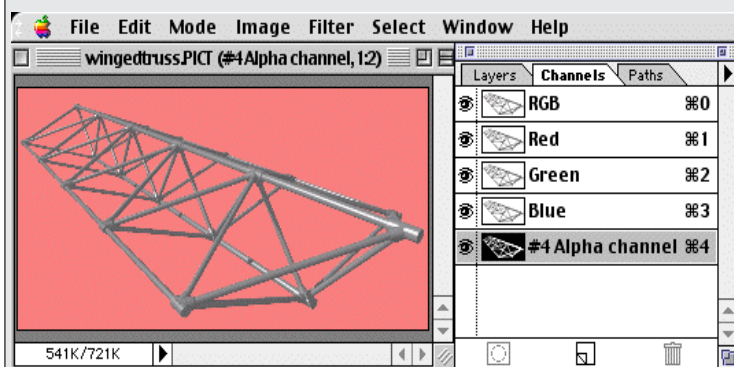 File Edit Mode Image Filter Select Window Help
wingedtruss.PICT (#4 Alpha channel, 1:2)
Layers Channels Paths
RGB ⌘0
Red ⌘1
Green ⌘2
Blue ⌘3
#4 Alpha channel ⌘4
541K/721K